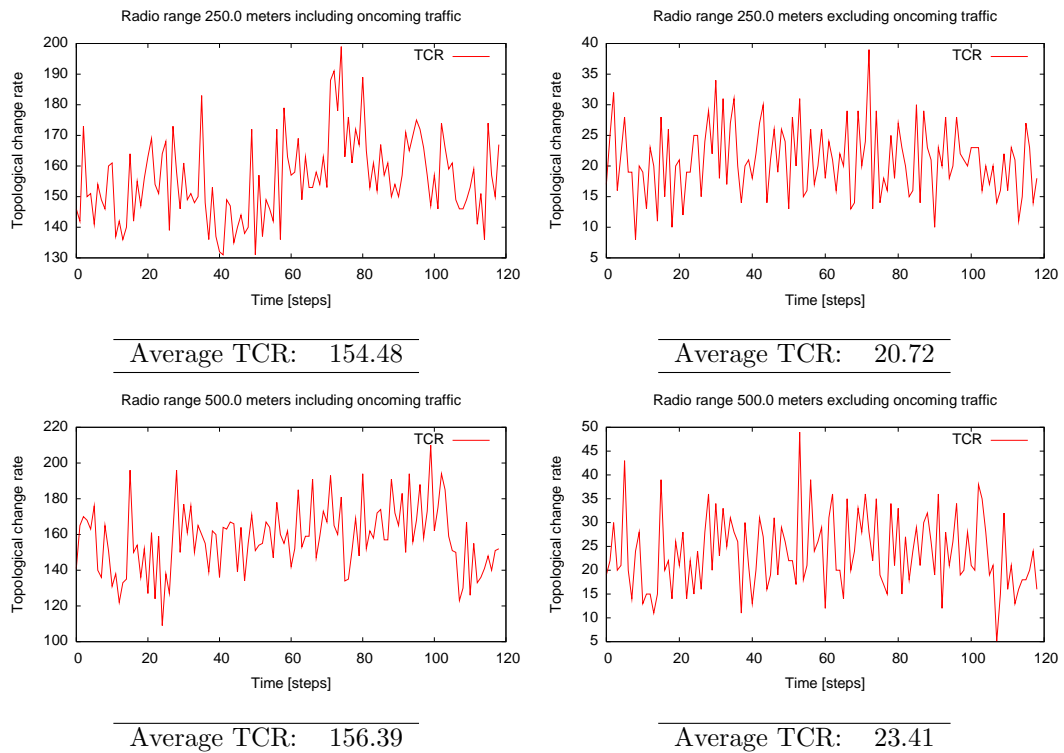 Radio range 250.0 meters including oncoming traffic
200
190
180
170
160
150
140
130
Topological change rate
TCR
0 20 40 60 80 100 120
Time [steps]
Average TCR: 154.48
Radio range 250.0 meters excluding oncoming traffic
40
35
30
25
20
15
10
5
Topological change rate
TCR
0 20 40 60 80 100 120
Time [steps]
Average TCR: 20.72
Radio range 500.0 meters including oncoming traffic
220
200
180
160
140
120
100
Topological change rate
TCR
0 20 40 60 80 100 120
Time [steps]
Average TCR: 156.39
Radio range 500.0 meters excluding oncoming traffic
50
45
40
35
30
25
20
15
10
5
Topological change rate
TCR
0 20 40 60 80 100 120
Time [steps]
Average TCR: 23.41